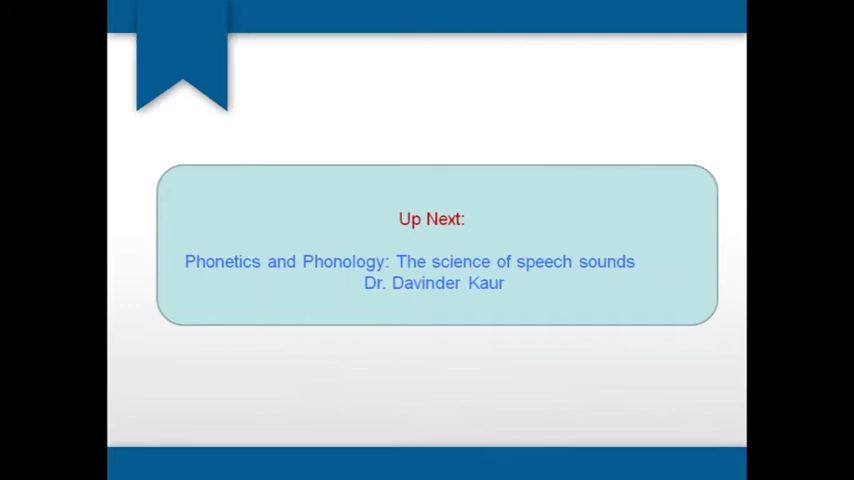 Up Next:
Phonetics and Phonology: The science of speech sounds
Dr. Davinder Kaur